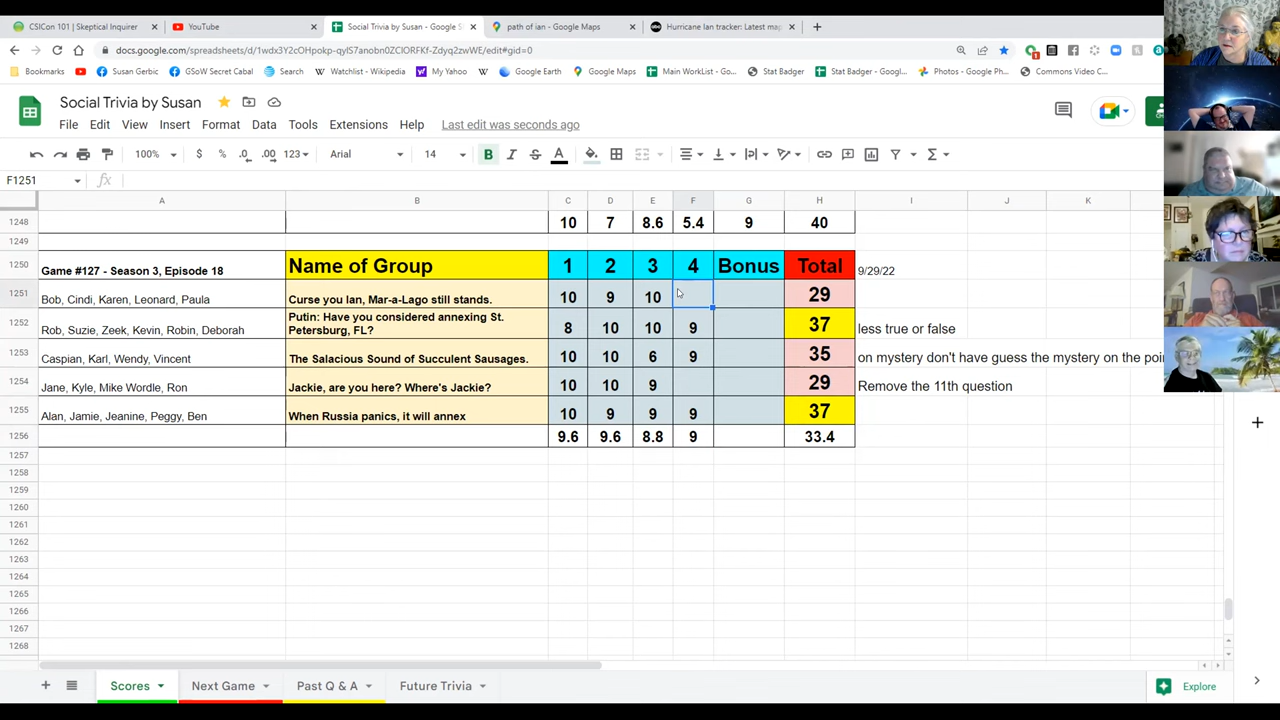 CSICon 101 | Skeptical Inquirer
YouTube
Social Trivia by Susan - Google S
path of ian - Google Maps
Hurricane Ian tracker: Latest ma
docs.google.com/spreadsheets/d/1wdx3Y2cOHpokp-qyIS7anobn0ZClORFKf-Zdyq2zwWE/edit#gid=0
Bookmarks
Susan Gerbic
GSoW Secret Cabal
Search
Watchlist - Wikipedia
My Yahoo
Google Earth
Google Maps
Main WorkList - Go...
Stat Badger
Stat Badger - Googl...
Photos - Google Ph...
Commons Video C...
Social Trivia by Susan
File Edit View Insert Format Data Tools Extensions Help Last edit was seconds ago
100% $ % .0 .00 123 Arial 14 B I S A
F1251 fx
A B C D E F G H I J K
1248 10 7 8.6 5.4 9 40
1249
1250 Game #127 - Season 3, Episode 18 Name of Group 1 2 3 4 Bonus Total 9/29/22
1251 Bob, Cindi, Karen, Leonard, Paula Curse you Ian, Mar-a-Lago still stands. 10 9 10 29
Putin: Have you considered annexing St.
1252 Rob, Suzie, Zeek, Kevin, Robin, Deborah Petersburg, FL? 8 10 10 9 37 less true or false
1253 Caspian, Karl, Wendy, Vincent The Salacious Sound of Succulent Sausages. 10 10 6 9 35 on mystery don't have guess the mystery on the poi
1254 Jane, Kyle, Mike Wordle, Ron Jackie, are you here? Where's Jackie? 10 10 9 29 Remove the 11th question
1255 Alan, Jamie, Janine, Peggy, Ben When Russia panics, it will annex 10 9 9 9 37
1256 9.6 9.6 8.8 9 33.4
1257
1258
1259
1260
1261
1262
1263
1264
1265
1266
1267
1268
Scores Next Game Past Q & A Future Trivia Explore